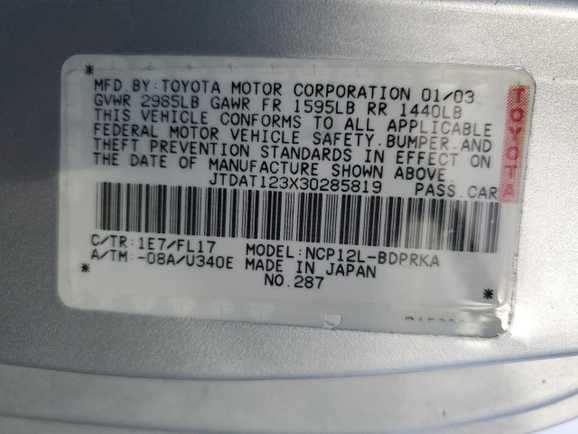 MFD.BY:TOYOTA MOTOR CORPORATION 01/03
GVWR 2985LB GAWR FR 1595LB RR 1440LB
THIS VEHICLE CONFORMS TO ALL APPLICABLE
FEDERAL MOTOR VEHICLE SAFETY.BUMPER.AND
THEFT PREVENTION STANDARDS IN EFFECT ON
THE DATE OF MANUFACTURE SHOWN ABOVE.
JTDAT123X30285819 PASS.CAR
C/TR:1E7/FL17 MODEL:NCP12L-BDPRKA
A/TM:-08A/U340E MADE IN JAPAN
NO.287
TOYOTA